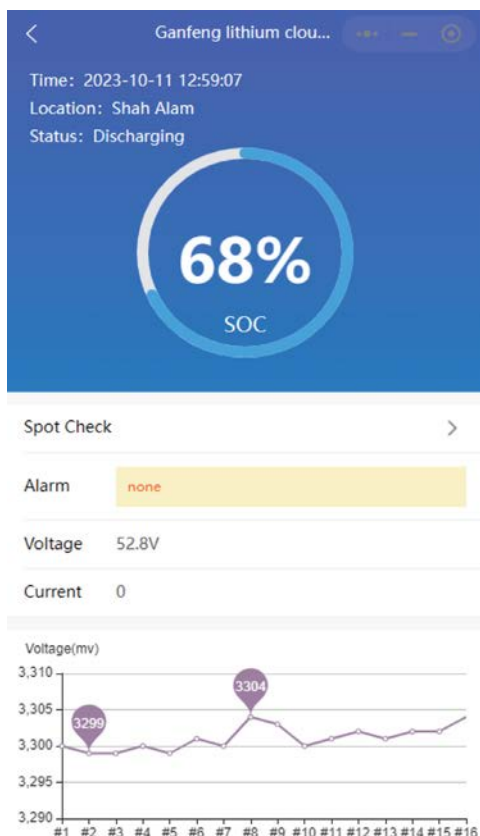 Ganfeng lithium clou...
Time: 2023-10-11 12:59:07
Location: Shah Alam
Status: Discharging
68%
SOC
Spot Check
Alarm none
Voltage 52.8V
Current 0
Voltage(mv)
3,310
3304
3,305
3299
3,300
3,295
3,290
#1 #2 #3 #4 #5 #6 #7 #8 #9 #10 #11 #12 #13 #14 #15 #16